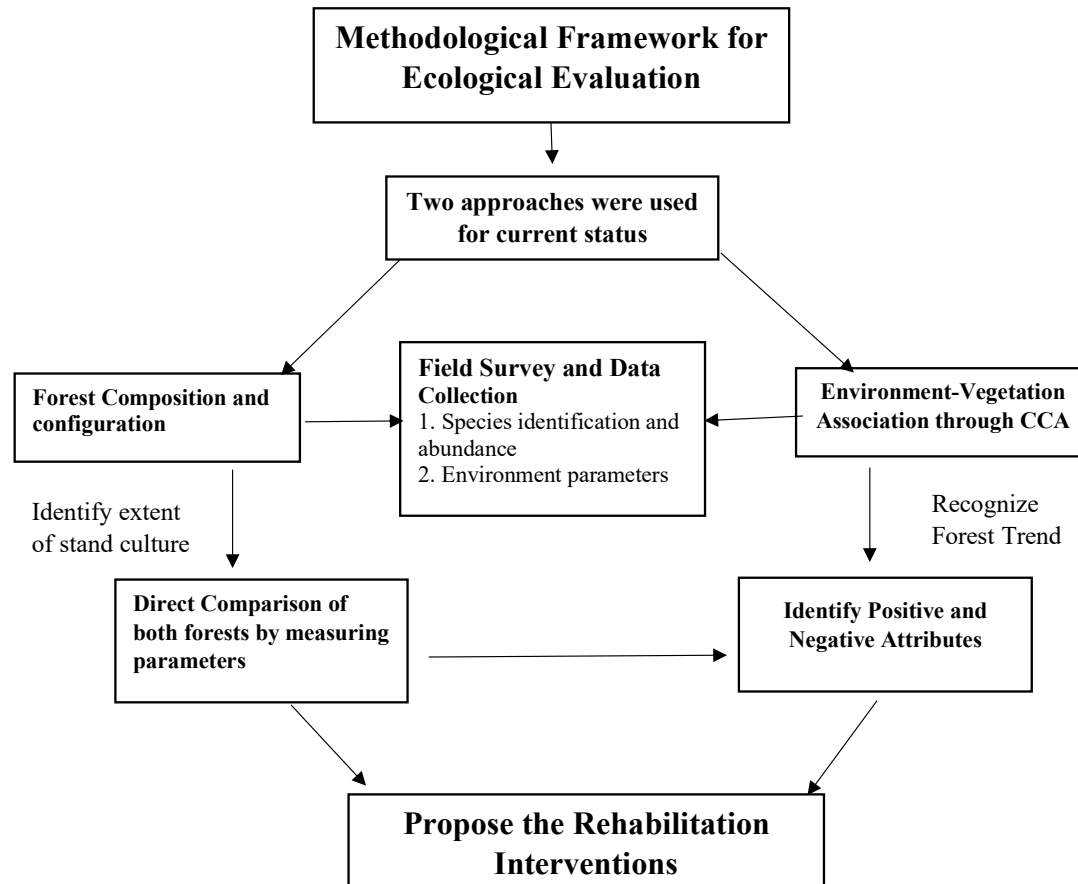 Methodological Framework for
Ecological Evaluation
Two approaches were used
for current status
Forest Composition and
configuration
Field Survey and Data
Collection
1. Species identification and
abundance
2. Environment parameters
Environment-Vegetation
Association through CCA
Identify extent
of stand culture
Recognize
Forest Trend
Direct Comparison of
both forests by measuring
parameters
Identify Positive and
Negative Attributes
Propose the Rehabilitation
Interventions